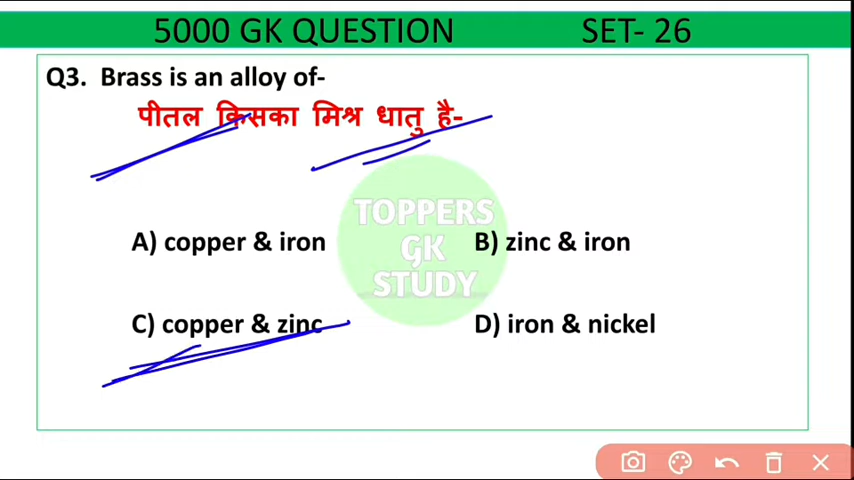 5000 GK QUESTION SET- 26
Q3. Brass is an alloy of-
पीतल किसका मिश्र धातु है-
TOPPERS
GK
STUDY
A) copper & iron B) zinc & iron
C) copper & zinc D) iron & nickel